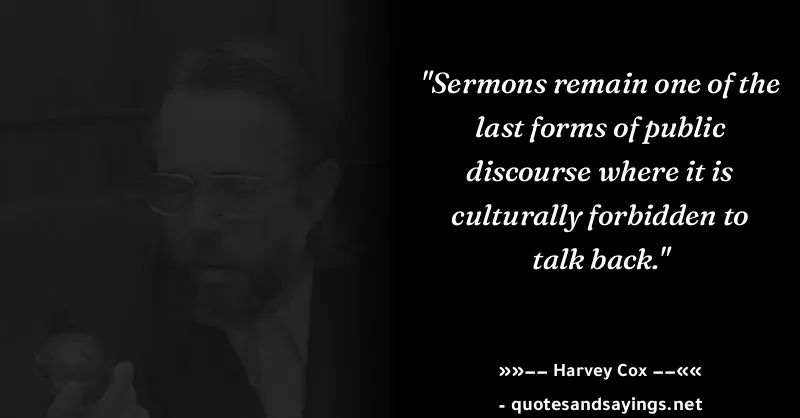 "Sermons remain one of the
last forms of public
discourse where it is
culturally forbidden to
talk back."
»»−− Harvey Cox −−««
- quotesandsayings.net